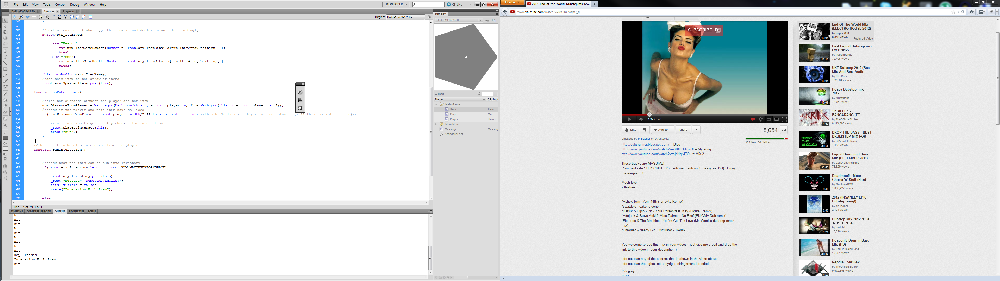 Fl File Edit View Tools Commands Control Debug Window Help
DEVELOPER CS Live
Build-13-02-12.fla Item.as Player.as
Target: Build-13-02-12.fla
30 }
31
32 //next we must check what type the item is and declare a varible acordingly
33 switch(str_ItemType)
34 {
35 case "Weapon":
36 var num_ItemGiveDamage:Number = _root.ary_ItemDetails[num_ItemArrayPosition][3];
37 break;
38 case "Food":
39 var num_ItemGiveHealth:Number = _root.ary_ItemDetails[num_ItemArrayPosition][3];
40 break;
41 }
42 this.gotoAndStop(str_ItemName);
43 //add this item to the array of items
44 _root.ary_SpawnedItems.push(this);
45 }
46 function onEnterFrame()
47 {
48 //find the distance between the player and the item
49 num_DistanceFromPlayer = Math.sqrt(Math.pow(this._y - _root.player._y, 2) + Math.pow(this._x - _root.player._x, 2));
50 //check if the player and this item have collided
51 if(num_DistanceFromPlayer < _root.player._width/2 && this._visible == true) //this.hitTest(_root.player._x,_root.player._y) && this._visible == true)//
52 {
53 //call function to get the key checked for interaction
54 _root.player.Interact(this);
55 trace("hit");
56 }
57 }
58 //this function handles interction from the player
59 function runInteraction()
60 {
61
62 //check that the item can be put into inventory
63 if(_root.ary_Inventory.length < _root.NUM_MAXINVENTORYSPACE)
64 {
65 _root.ary_Inventory.push(this);
66 _root["Message"].removeMovieClip();
67 this._visible = false;
68 trace("Interation With Item");
69 }
70 else
Line 57 of 79, Col 3
TIMELINE COMPILER ERRORS OUTPUT PROPERTIES SCENE
hit
hit
hit
hit
hit
hit
hit
hit
hit
Key Pressed
Interation With Item
hit
LIBRARY
Build-13-02-12.fla
56 items
Name AS Linka
Main Game
Item Item
Map Map
Player Player
Main Menu
Message Messag
StandardFont
Firefox
2012 'End-of-the-World' Dubstep mix (A...
www.youtube.com/watch?v=MCim3wg6Q_g
SUBSCRIBE :D
1:32 / 9:43
Like Add to Share
8,654
Uploaded by brSlasher on 9 Jan 2012
385 likes, 36 dislikes
http://dubsrunner.blogspot.com/ = Blog
http://www.youtube.com/watch?v=sK0PbMxofOI = My song
http://www.youtube.com/watch?v=sjcNqti4TOk = MIX 2
These tracks are MASSIVE!
Comment.rate.SUBSCRIBE (You sub me ,i sub you! .. easy as 123) . Enjoy
the eargasm:)!
Much love
-Slasher-
*Aphex Twin - Avril 14th (Terravita Remix)
*swatdojo - cake is gone
*Datsik & Diplo - Pick Your Poison feat. Kay (Figure_Remix)
*Afrojack & Steve Aoki ft Miss Palmer - No Beef (ENiGMA Dub remix)
*Florence & The Machine - You've Got The Love (Mr. Wonk's dubstep mask
mix)
*Chromeo - Needy Girl (Oscillator Z Remix)
You welcome to use this mix in your videos - just give me credit and drop the
link to this video in your description:)
I do not own any of the content that is shown in the video above.
I do not own the rights ,no copyright infringement intended
Category:
End Of The World Mix
(ELECTRO HOUSE 2012) -
by ralphie690
8,348 views Featured Video
10:05
Best Liquid Dubstep mix
Ever 2012-
by PatronBullets
72,405 views
12:10
UKF Dubstep 2012 (Best
Mix And Best Audio
by UKFRadio
132,584 views
10:01
Heavy Dubstep mix
2012.
by MBmixtape
12,751 views
10:05
SKRILLEX -
BANGARANG (FT.
by TheOfficialSkrillex
6,113,890 views
3:37
DROP THE BASS - BEST
DRUMSTEP MIX FOR
by DJVendettaMusic
4,453 views
DROP THE BASS
21:35
Liquid Drum and Bass
Mix (DECEMBER 2011)
by 0zkiDrumAndBass
76,829 views
33:53
Deadmau5 - Moar
Ghosts 'n' Stuff (Hard
by MontainsBMX
1,088,427 views
5:38
2012 (INSANELY EPIC
Dubstep song!)
by brSlasher
2,124 views
2:52
Dubstep Mix 2012 ▼ ◄
▲ ► ▼ ◄ ▲
by 4sdhiiri
10,020 views
9:21
Heavenly Drum n Bass
Mix (HD)
by 0zkiDrumAndBass
10,251 views
21:43
Reptile - Skrillex
by TheOfficialSkrillex
9,572,595 views